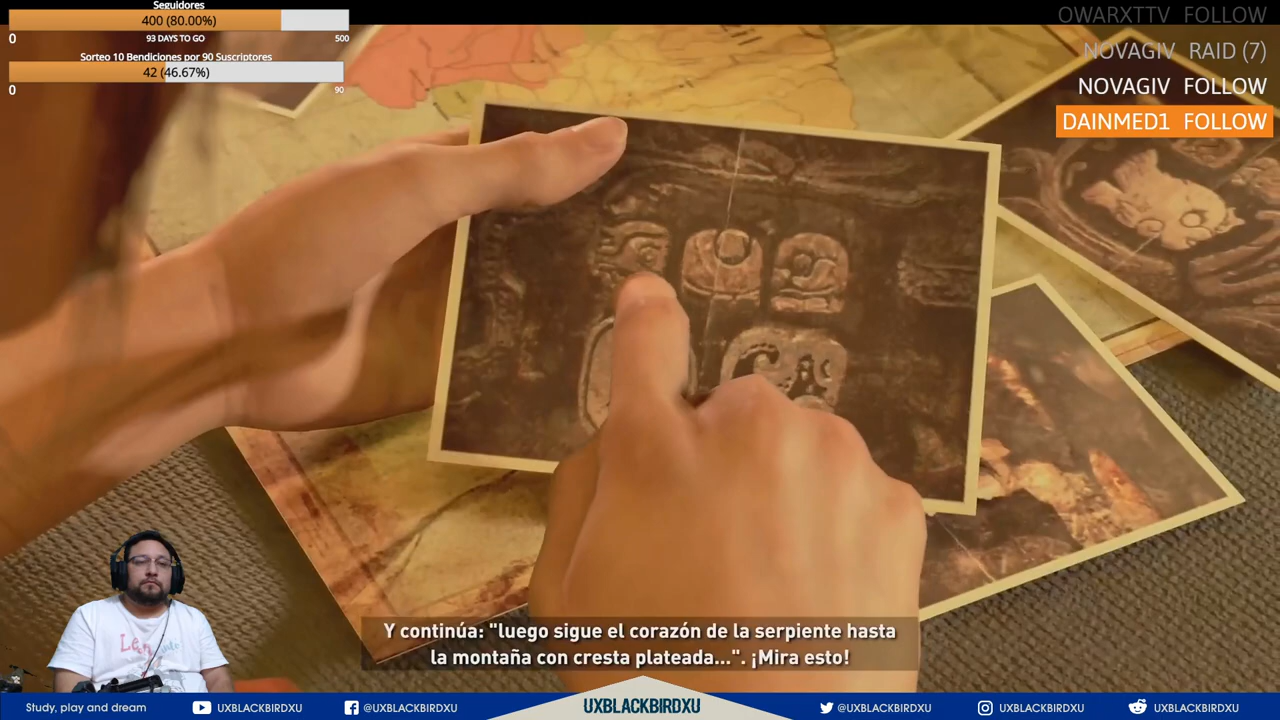 Seguidores
400 (80.00%)
0 93 DAYS TO GO 500
Sorteo 10 Bendiciones por 90 Suscriptores
42 (46.67%)
0 90
OWARXTTV FOLLOW
NOVAGIV RAID (7)
NOVAGIV FOLLOW
DAINMED1 FOLLOW
Y continúa: "luego sigue el corazón de la serpiente hasta
la montaña con cresta plateada...". ¡Mira esto!
Study, play and dream UXBLACKBIRDXU @UXBLACKBIRDXU UXBLACKBIRDXU @UXBLACKBIRDXU UXBLACKBIRDXU UXBLACKBIRDXU